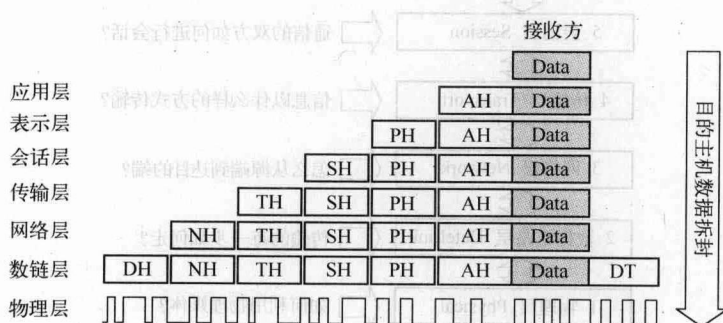 接收方
Data
应用层 AH Data
表示层 PH AH Data
会话层 SH PH AH Data
传输层 TH SH PH AH Data
网络层 NH TH SH PH AH Data
数链层 DH NH TH SH PH AH Data DT
物理层
目的主机数据拆封